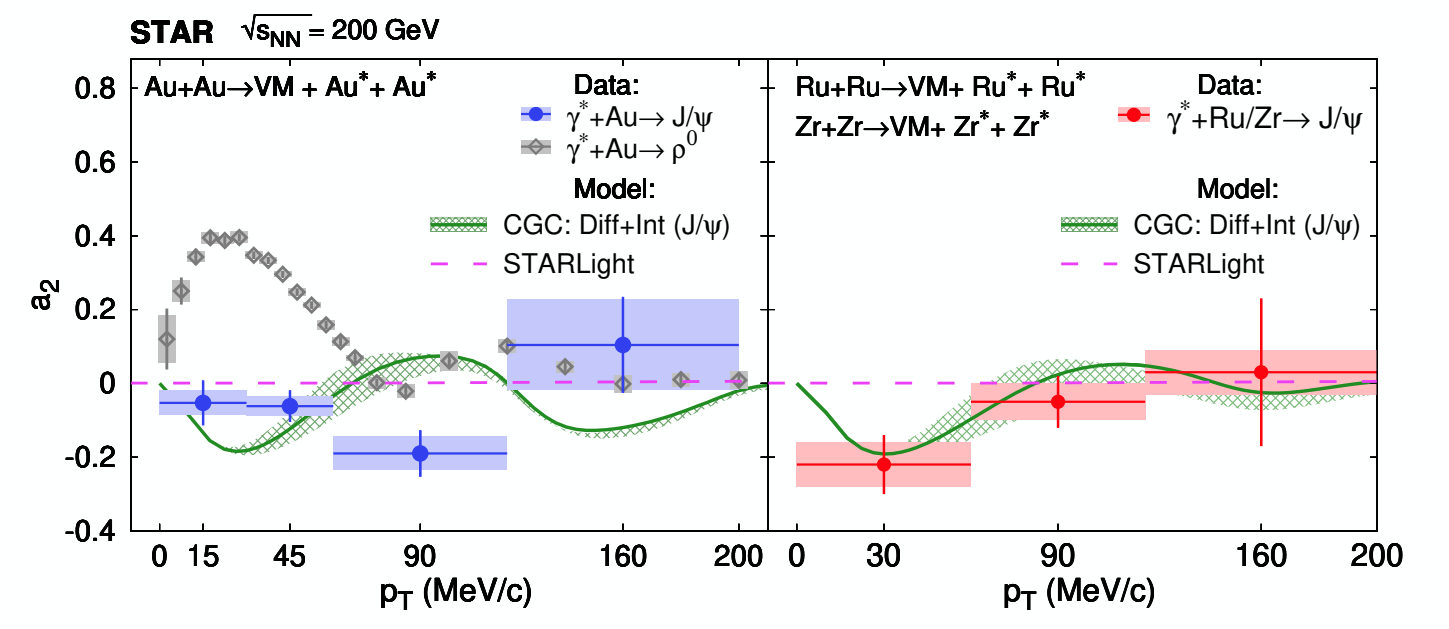 STAR √sNN = 200 GeV
Au+Au→VM + Au* + Au*
Data:
γ*+Au→ J/ψ
γ*+Au→ ρ0
Model:
CGC: Diff+Int (J/ψ)
STARLight
Ru+Ru→VM+ Ru* + Ru*
Zr+Zr→VM+ Zr* + Zr*
Data:
γ*+Ru/Zr→ J/ψ
Model:
CGC: Diff+Int (J/ψ)
STARLight
a2
0.8
0.6
0.4
0.2
0
-0.2
-0.4
0 15 45 90 160 200
pT (MeV/c)
0 30 90 160 200
pT (MeV/c)